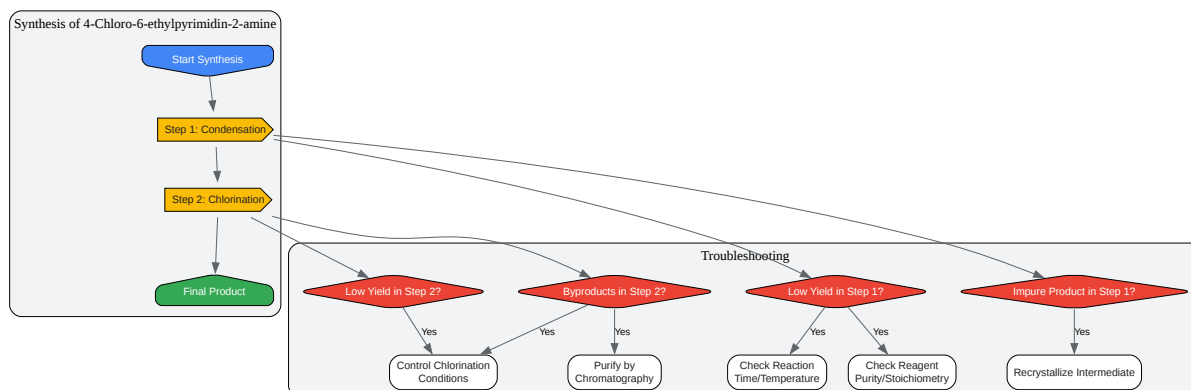 Synthesis of 4-Chloro-6-ethylpyrimidin-2-amine
Start Synthesis
Step 1: Condensation
Step 2: Chlorination
Final Product
Troubleshooting
Low Yield in Step 2?
Byproducts in Step 2?
Low Yield in Step 1?
Impure Product in Step 1?
Yes
Yes
Yes
Yes
Yes
Yes
Control Chlorination
Conditions
Purify by
Chromatography
Check Reaction
Time/Temperature
Check Reagent
Purity/Stoichiometry
Recrystallize Intermediate